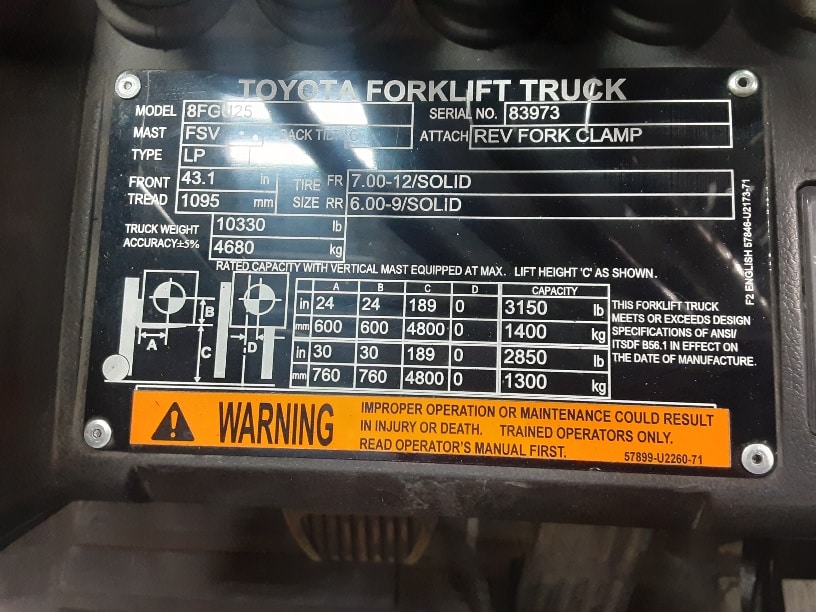 TOYOTA FORKLIFT TRUCK
MODEL 8FGU25 SERIAL NO. 83973
MAST FSV BACK TILT 6 ATTACH REV FORK CLAMP
TYPE LP
FRONT TREAD 43.1 in 1095 mm
TIRE SIZE FR 7.00-12/SOLID
RR 6.00-9/SOLID
TRUCK WEIGHT 10330 lb
ACCURACY±5% 4680 kg
RATED CAPACITY WITH VERTICAL MAST EQUIPPED AT MAX. LIFT HEIGHT 'C' AS SHOWN.
A B C D
A B C D CAPACITY
in 24 24 189 0 3150 lb
mm 600 600 4800 0 1400 kg
in 30 30 189 0 2850 lb
mm 760 760 4800 0 1300 kg
THIS FORKLIFT TRUCK
MEETS OR EXCEEDS DESIGN
SPECIFICATIONS OF ANSI/
ITSDF B56.1 IN EFFECT ON
THE DATE OF MANUFACTURE.
F2 ENGLISH 57846-U2173-71
WARNING
IMPROPER OPERATION OR MAINTENANCE COULD RESULT
IN INJURY OR DEATH. TRAINED OPERATORS ONLY.
READ OPERATOR'S MANUAL FIRST.
57899-U2260-71